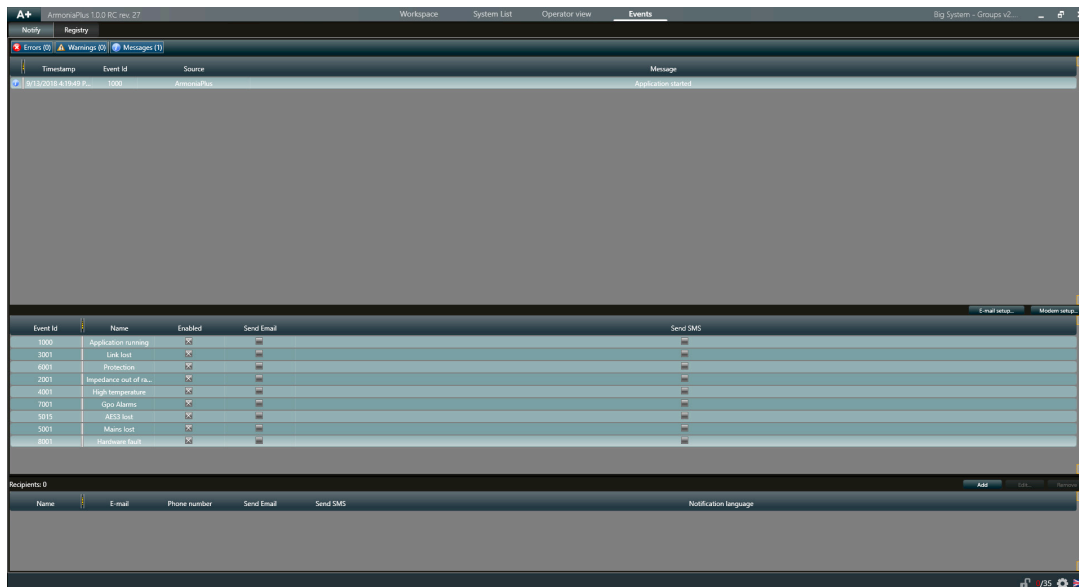 A+ ArmoníaPlus 1.0.0 RC rev. 27 Workspace System List Operator view Events Big System - Groups v2...
Notify Registry
Errors (0) Warnings (0) Messages (1)
Timestamp Event Id Source Message
9/13/2018 4:19:49 P... 1000 ArmoníaPlus Application started
E-mail setup... Modem setup...
Event Id Name Enabled Send Email Send SMS
1000 Application running
3001 Link lost
6001 Protection
2001 Impedance out of ra...
4001 High temperature
7001 Gpo Alarms
5015 AES3 lost
5001 Mains lost
8001 Hardware fault
Recipients: 0 Add Edit... Remove
Name E-mail Phone number Send Email Send SMS Notification language
/35